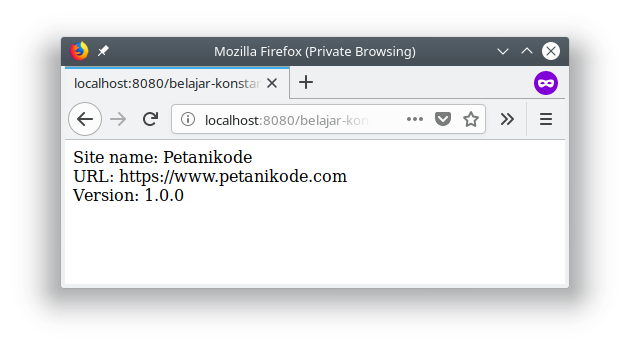 Mozilla Firefox (Private Browsing)
localhost:8080/belajar-konstan
localhost:8080/belajar-kon
Site name: Petanikode
URL: https://www.petanikode.com
Version: 1.0.0